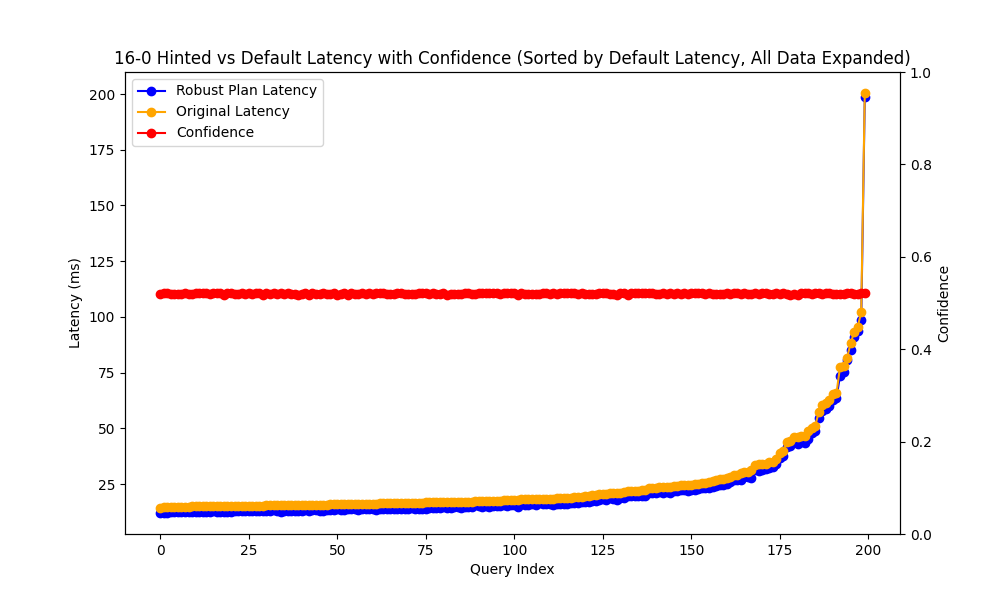 16-0 Hinted vs Default Latency with Confidence (Sorted by Default Latency, All Data Expanded)
Robust Plan Latency
Original Latency
Confidence
Latency (ms)
200
175
150
125
100
75
50
25
1.0
0.8
0.6
0.4
0.2
0.0
Confidence
0 25 50 75 100 125 150 175 200
Query Index